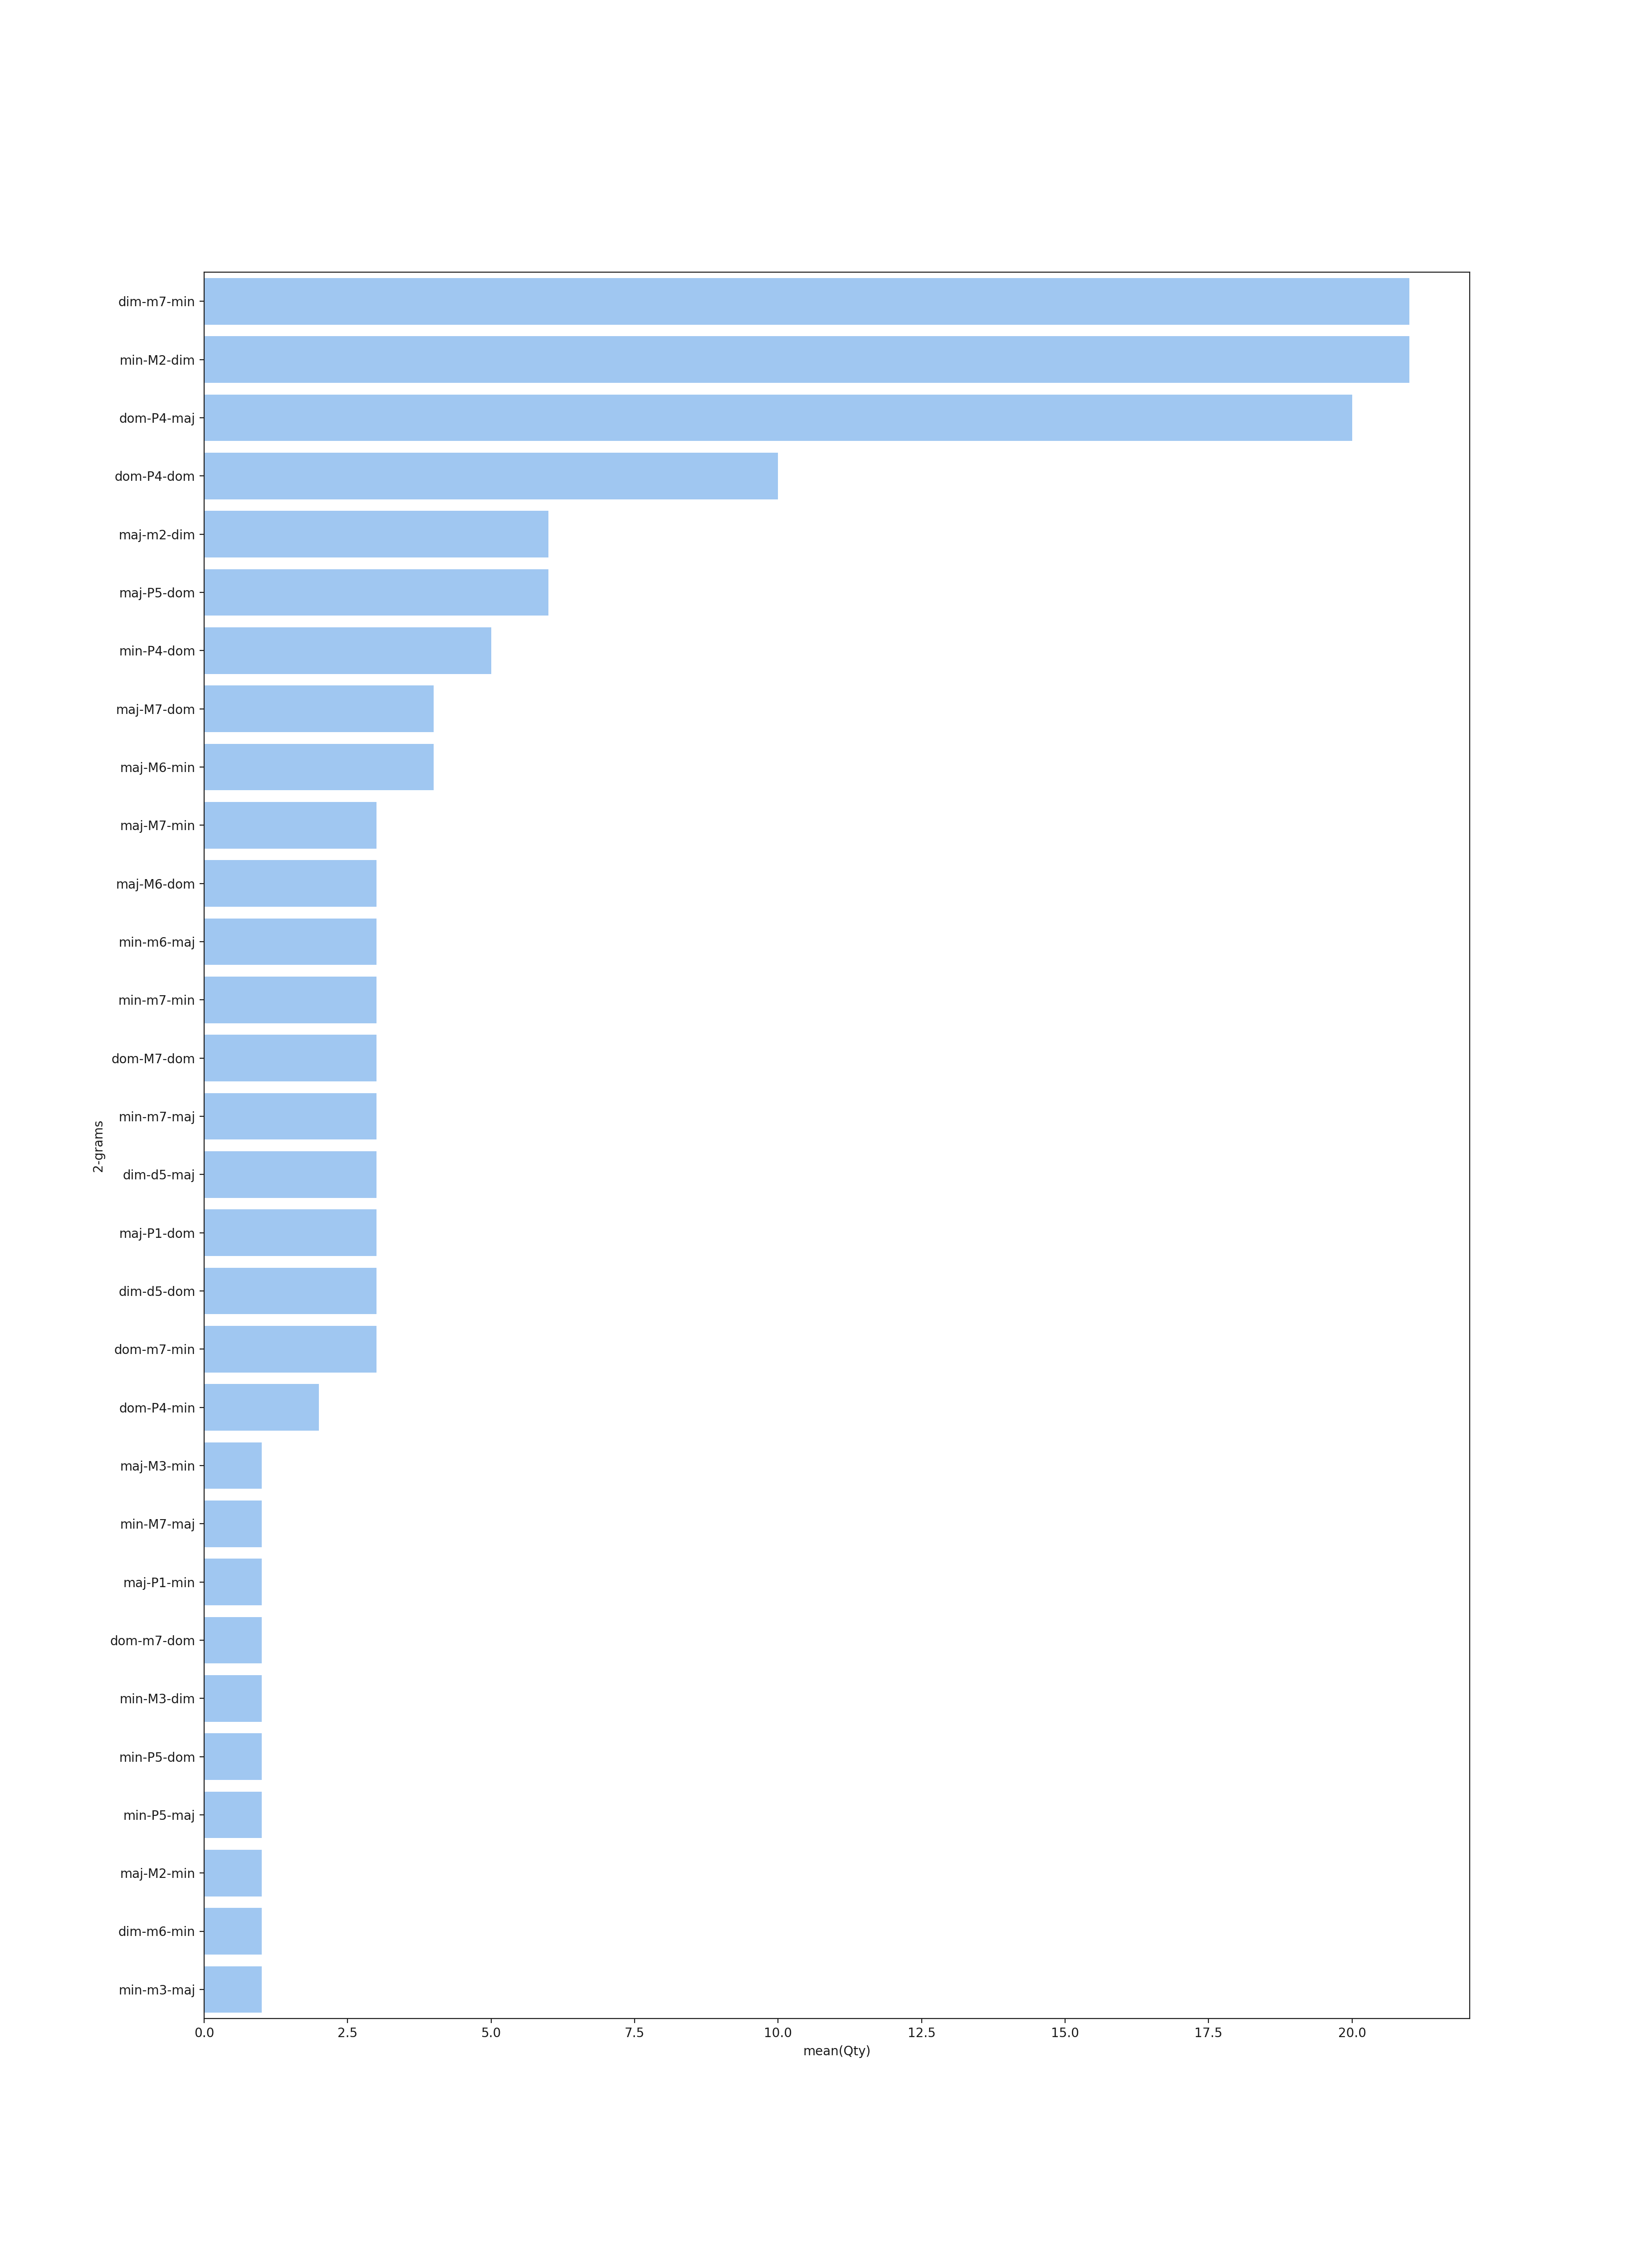 dim-m7-min
min-M2-dim
dom-P4-maj
dom-P4-dom
maj-m2-dim
maj-P5-dom
min-P4-dom
maj-M7-dom
maj-M6-min
maj-M7-min
maj-M6-dom
min-m6-maj
min-m7-min
dom-M7-dom
min-m7-maj
dim-d5-maj
maj-P1-dom
dim-d5-dom
dom-m7-min
dom-P4-min
maj-M3-min
min-M7-maj
maj-P1-min
dom-m7-dom
min-M3-dim
min-P5-dom
min-P5-maj
maj-M2-min
dim-m6-min
min-m3-maj
2-grams
0.0 2.5 5.0 7.5 10.0 12.5 15.0 17.5 20.0
mean(Qty)